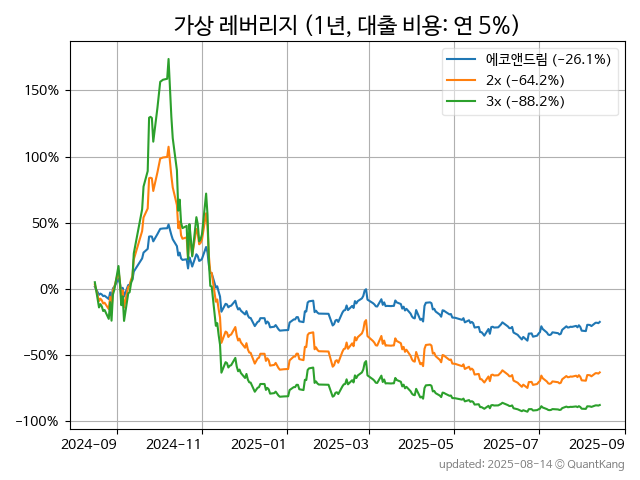 가상 레버리지 (1년, 대출 비용: 연 5%)
에코앤드림 (−26.1%)
2x (−64.2%)
3x (−88.2%)
150%
100%
50%
0%
−50%
−100%
2024-09
2024-11
2025-01
2025-03
2025-05
2025-07
2025-09
updated: 2025-08-14 © QuantKang